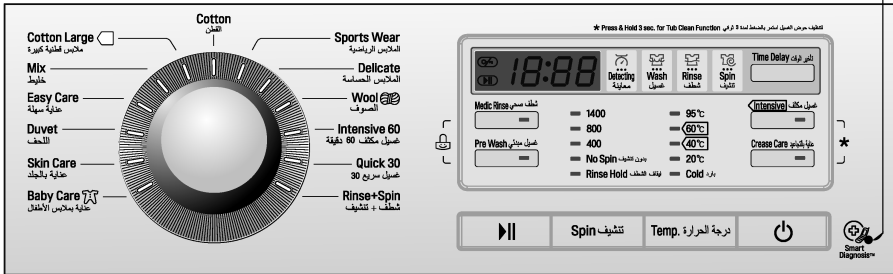 Cotton
القطن
Cotton Large
ملابس قطنية كبيرة
Mix
خليط
Easy Care
عناية سهلة
Duvet
اللحف
Skin Care
عناية بالجلد
Baby Care
عناية بملابس الأطفال
Sports Wear
الملابس الرياضية
Delicate
الملابس الحساسة
Wool
الصوف
Intensive 60
غسيل مكثف 60 دقيقة
Quick 30
غسيل سريع 30
Rinse+Spin
شطف + تنشيف
* Press & Hold 3 sec. for Tub Clean Function
18:88
Detecting
معاينة
Wash
غسيل
Rinse
شطف
Spin
تنشيف
Time Delay تأخير الوقت
Medic Rinse شطف صحي
Pre Wash غسيل مبدئي
1400
800
400
No Spin بدون تنشيف
Rinse Hold إيقاف الشطف
95°C
60°C
40°C
20°C
Cold بارد
Intensive غسيل مكثف
Crease Care
*
Spin تنشيف
Temp. درجة الحرارة
Smart
Diagnosis™